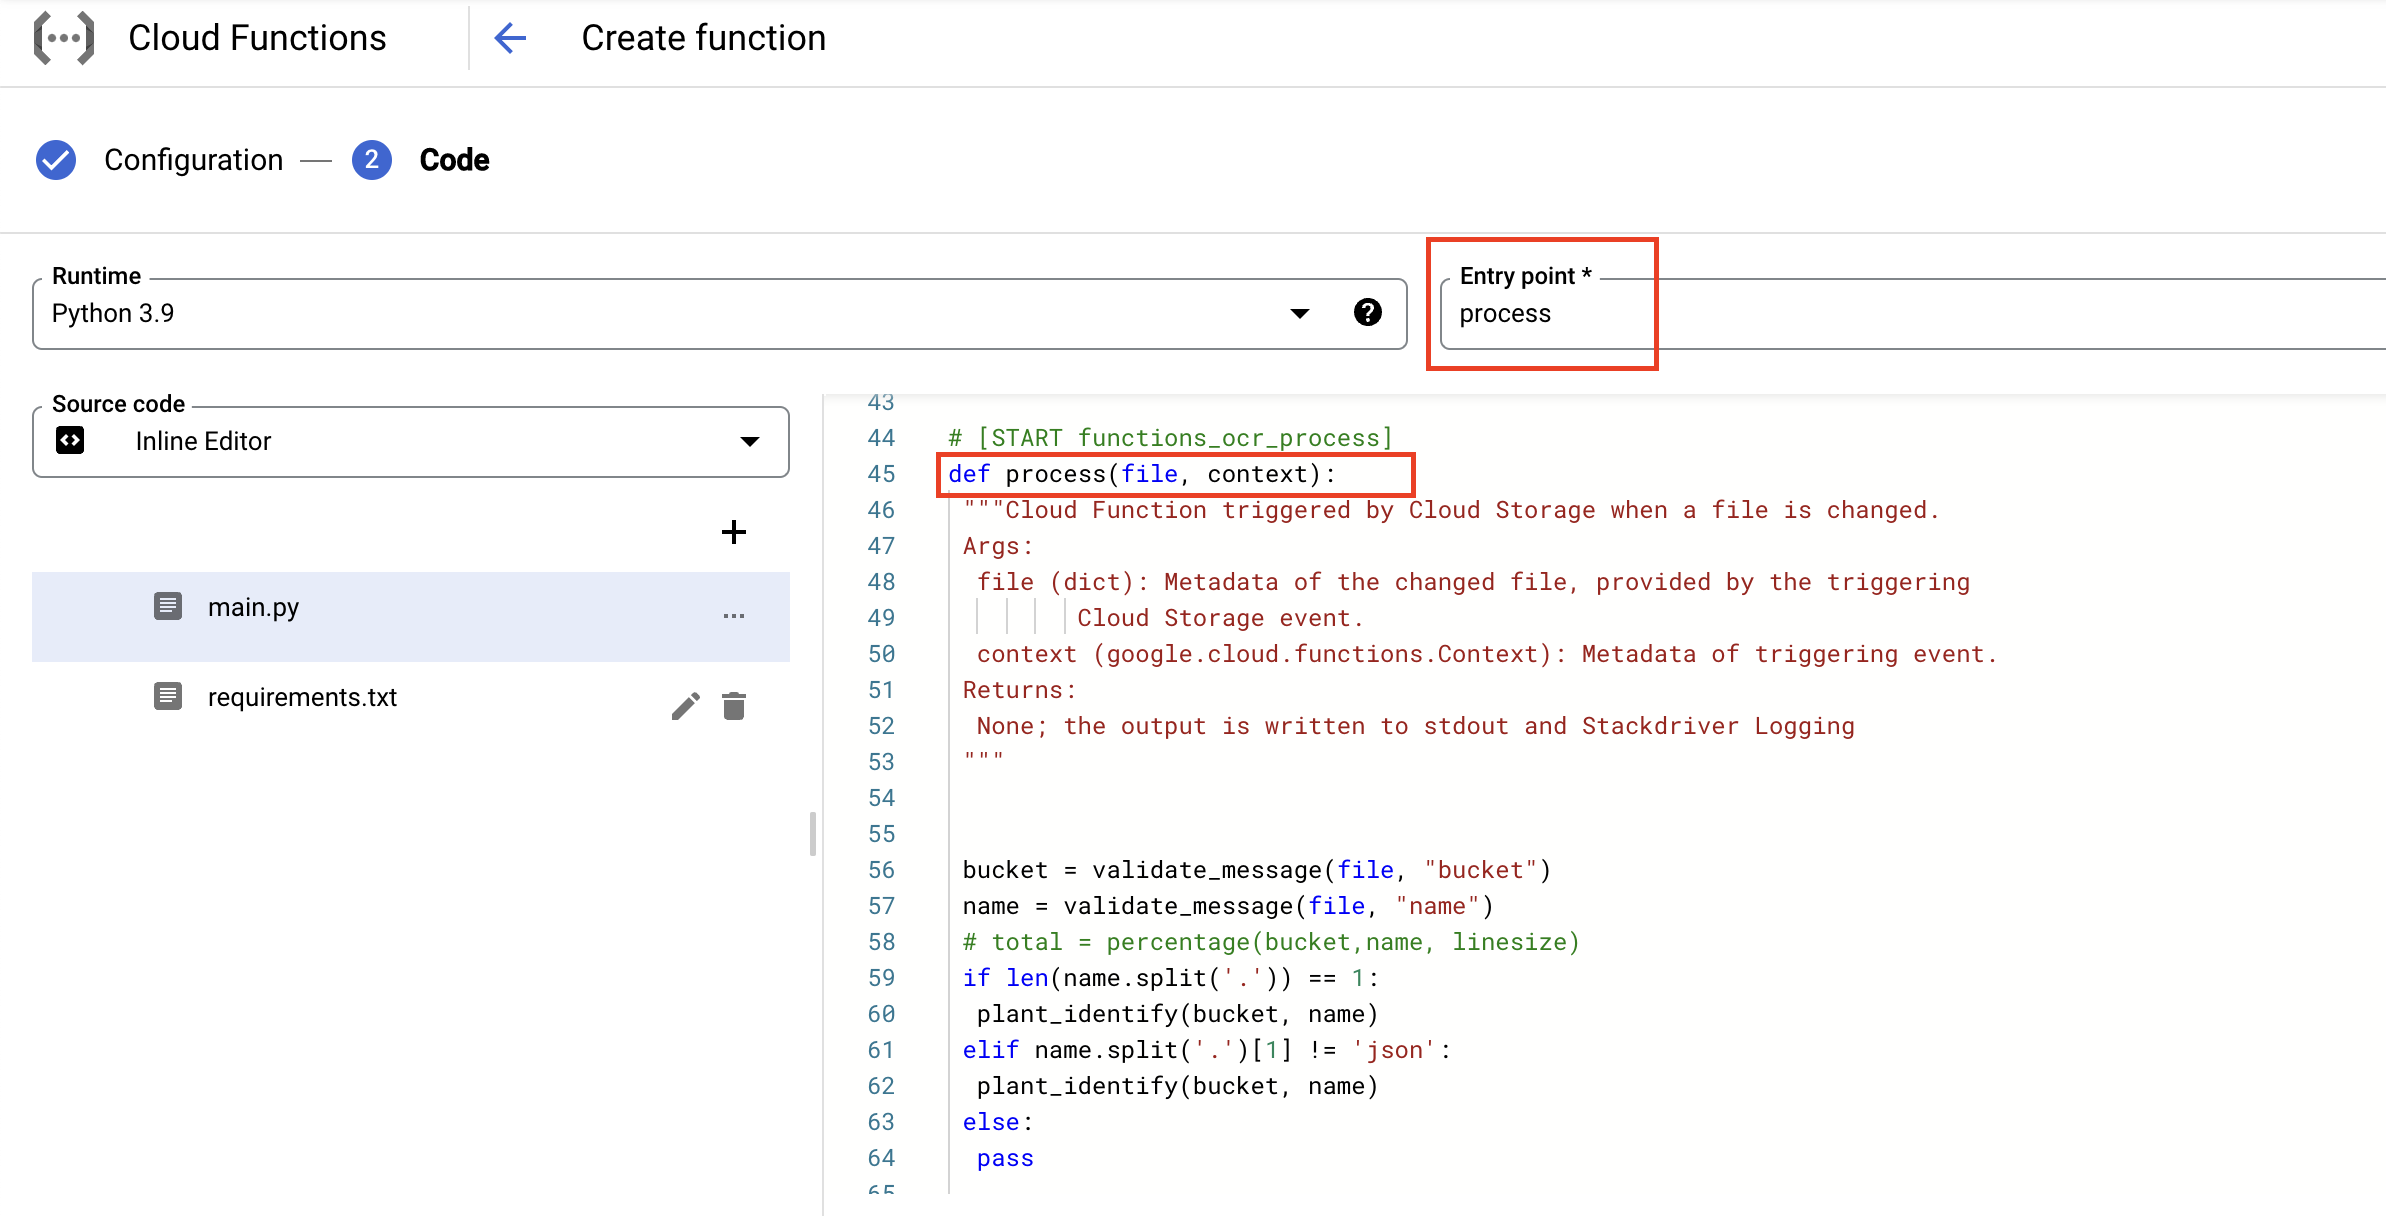 Cloud Functions
Create function
Configuration — 2 Code
Runtime
Python 3.9
Entry point *
process
Source code
Inline Editor
main.py
requirements.txt
43
44 # [START functions_ocr_process]
45 def process(file, context):
46 """Cloud Function triggered by Cloud Storage when a file is changed.
47 Args:
48 file (dict): Metadata of the changed file, provided by the triggering
49 Cloud Storage event.
50 context (google.cloud.functions.Context): Metadata of triggering event.
51 Returns:
52 None; the output is written to stdout and Stackdriver Logging
53 """
54
55
56 bucket = validate_message(file, "bucket")
57 name = validate_message(file, "name")
58 # total = percentage(bucket,name, linesize)
59 if len(name.split('.')) == 1:
60 plant_identify(bucket, name)
61 elif name.split('.')[1] != 'json':
62 plant_identify(bucket, name)
63 else:
64 pass
65